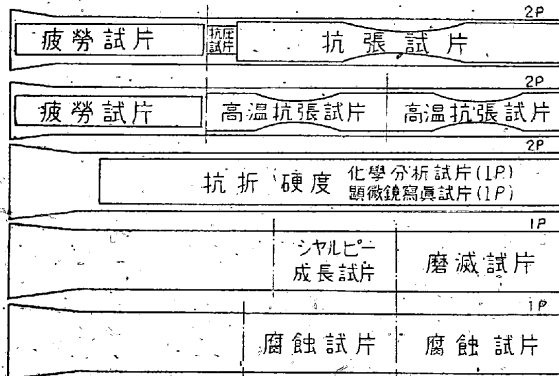 2P
疲勞試片 抗圧試片 抗張試片
2P
疲勞試片 高温抗張試片 高温抗張試片
2P
抗折 硬度 化學分析試片(1P)
顯微鏡寫眞試片(1P)
1P
シヤルピー
成長試片 磨滅試片
1P
腐蝕試片 腐蝕試片